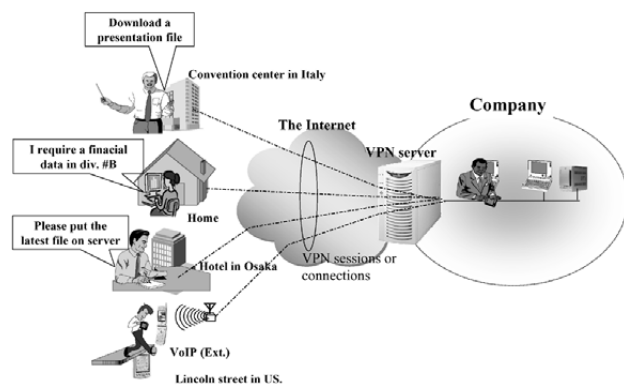 Download a
presentation file
Convention center in Italy
Company
The Internet
I require a finacial
data in div. #B
VPN server
Home
Please put the
latest file on server
Hotel in Osaka
VPN sessions or
connections
VoIP (Ext.)
Lincoln street in US.